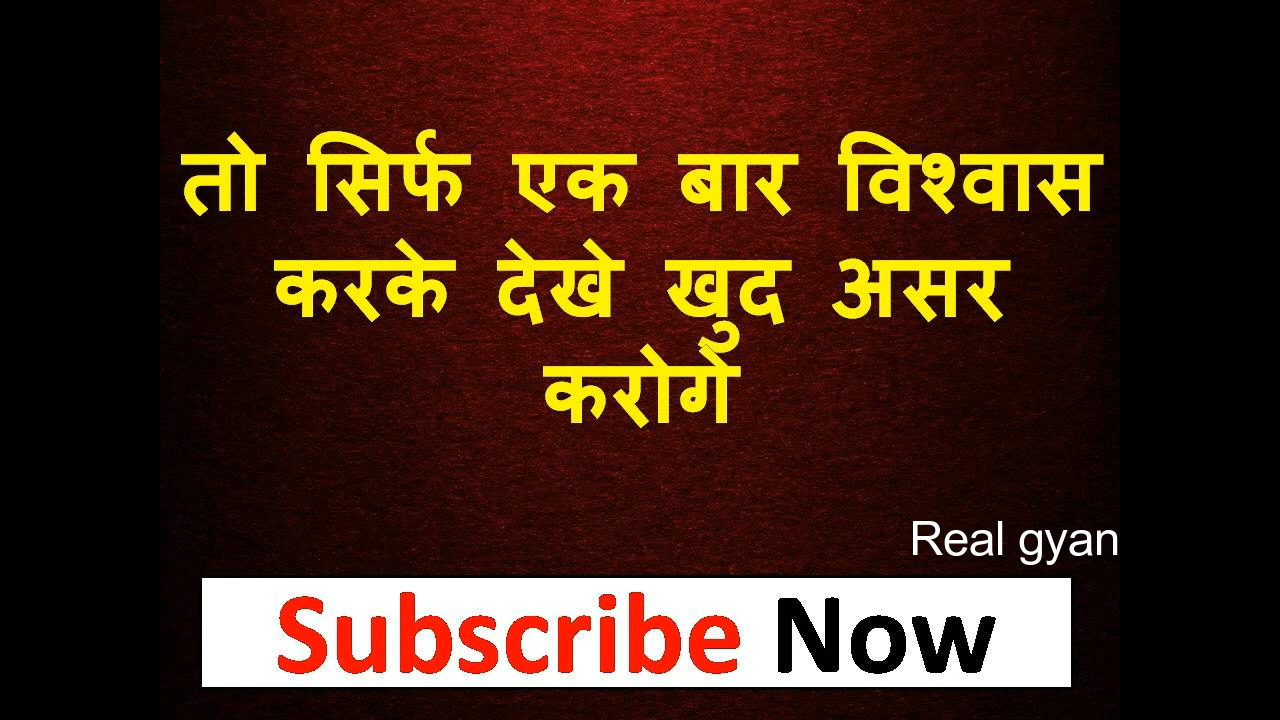 तो सिर्फ एक बार विश्वास
करके देखे खुद असर
करोगे
Real gyan
Subscribe Now